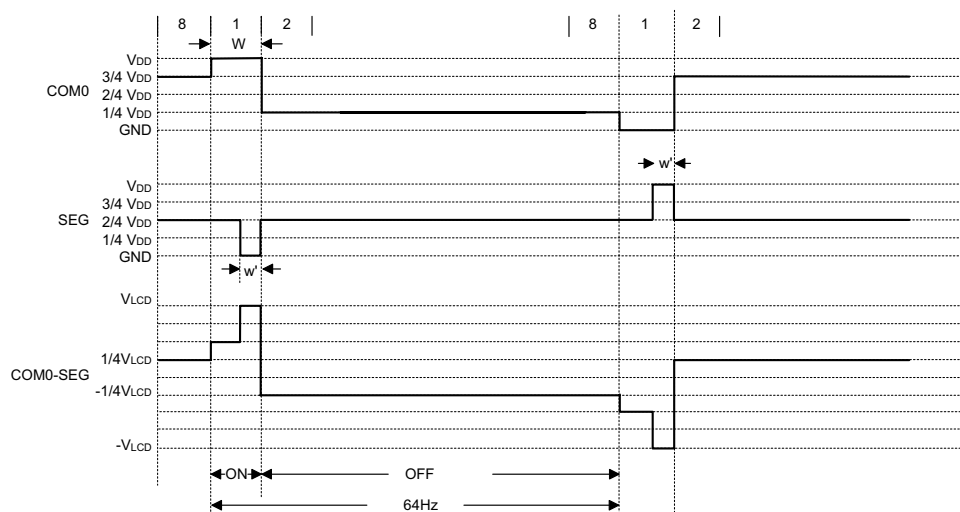 8 1 2 8 1 2
W
VDD
3/4 VDD
COM0 2/4 VDD
1/4 VDD
GND
w'
VDD
3/4 VDD
SEG 2/4 VDD
1/4 VDD
GND
w'
VLCD
1/4VLCD
COM0-SEG
-1/4VLCD
-VLCD
ON OFF
64Hz